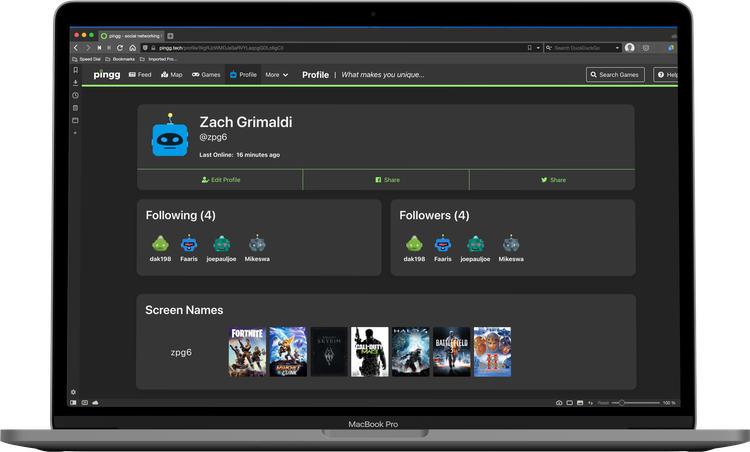 pingg - social networking
pingg.tech/profile/
Search DuckDuckGo
Speed Dial Bookmarks Imported Pro...
pingg Feed Map Games Profile More Profile | What makes you unique... Search Games Help
Zach Grimaldi
@zpg6
Last Online: 16 minutes ago
Edit Profile Share Share
Following (4) Followers (4)
dak198 Faaris joepauljoe Mikeswa dak198 Faaris joepauljoe Mikeswa
Screen Names
zpg6
FORTNITE
RATCHET CLANK
SKYRIM
CALL OF DUTY
MW3
HALO 4
BATTLEFIELD 3
II
Reset 100 %
MacBook Pro